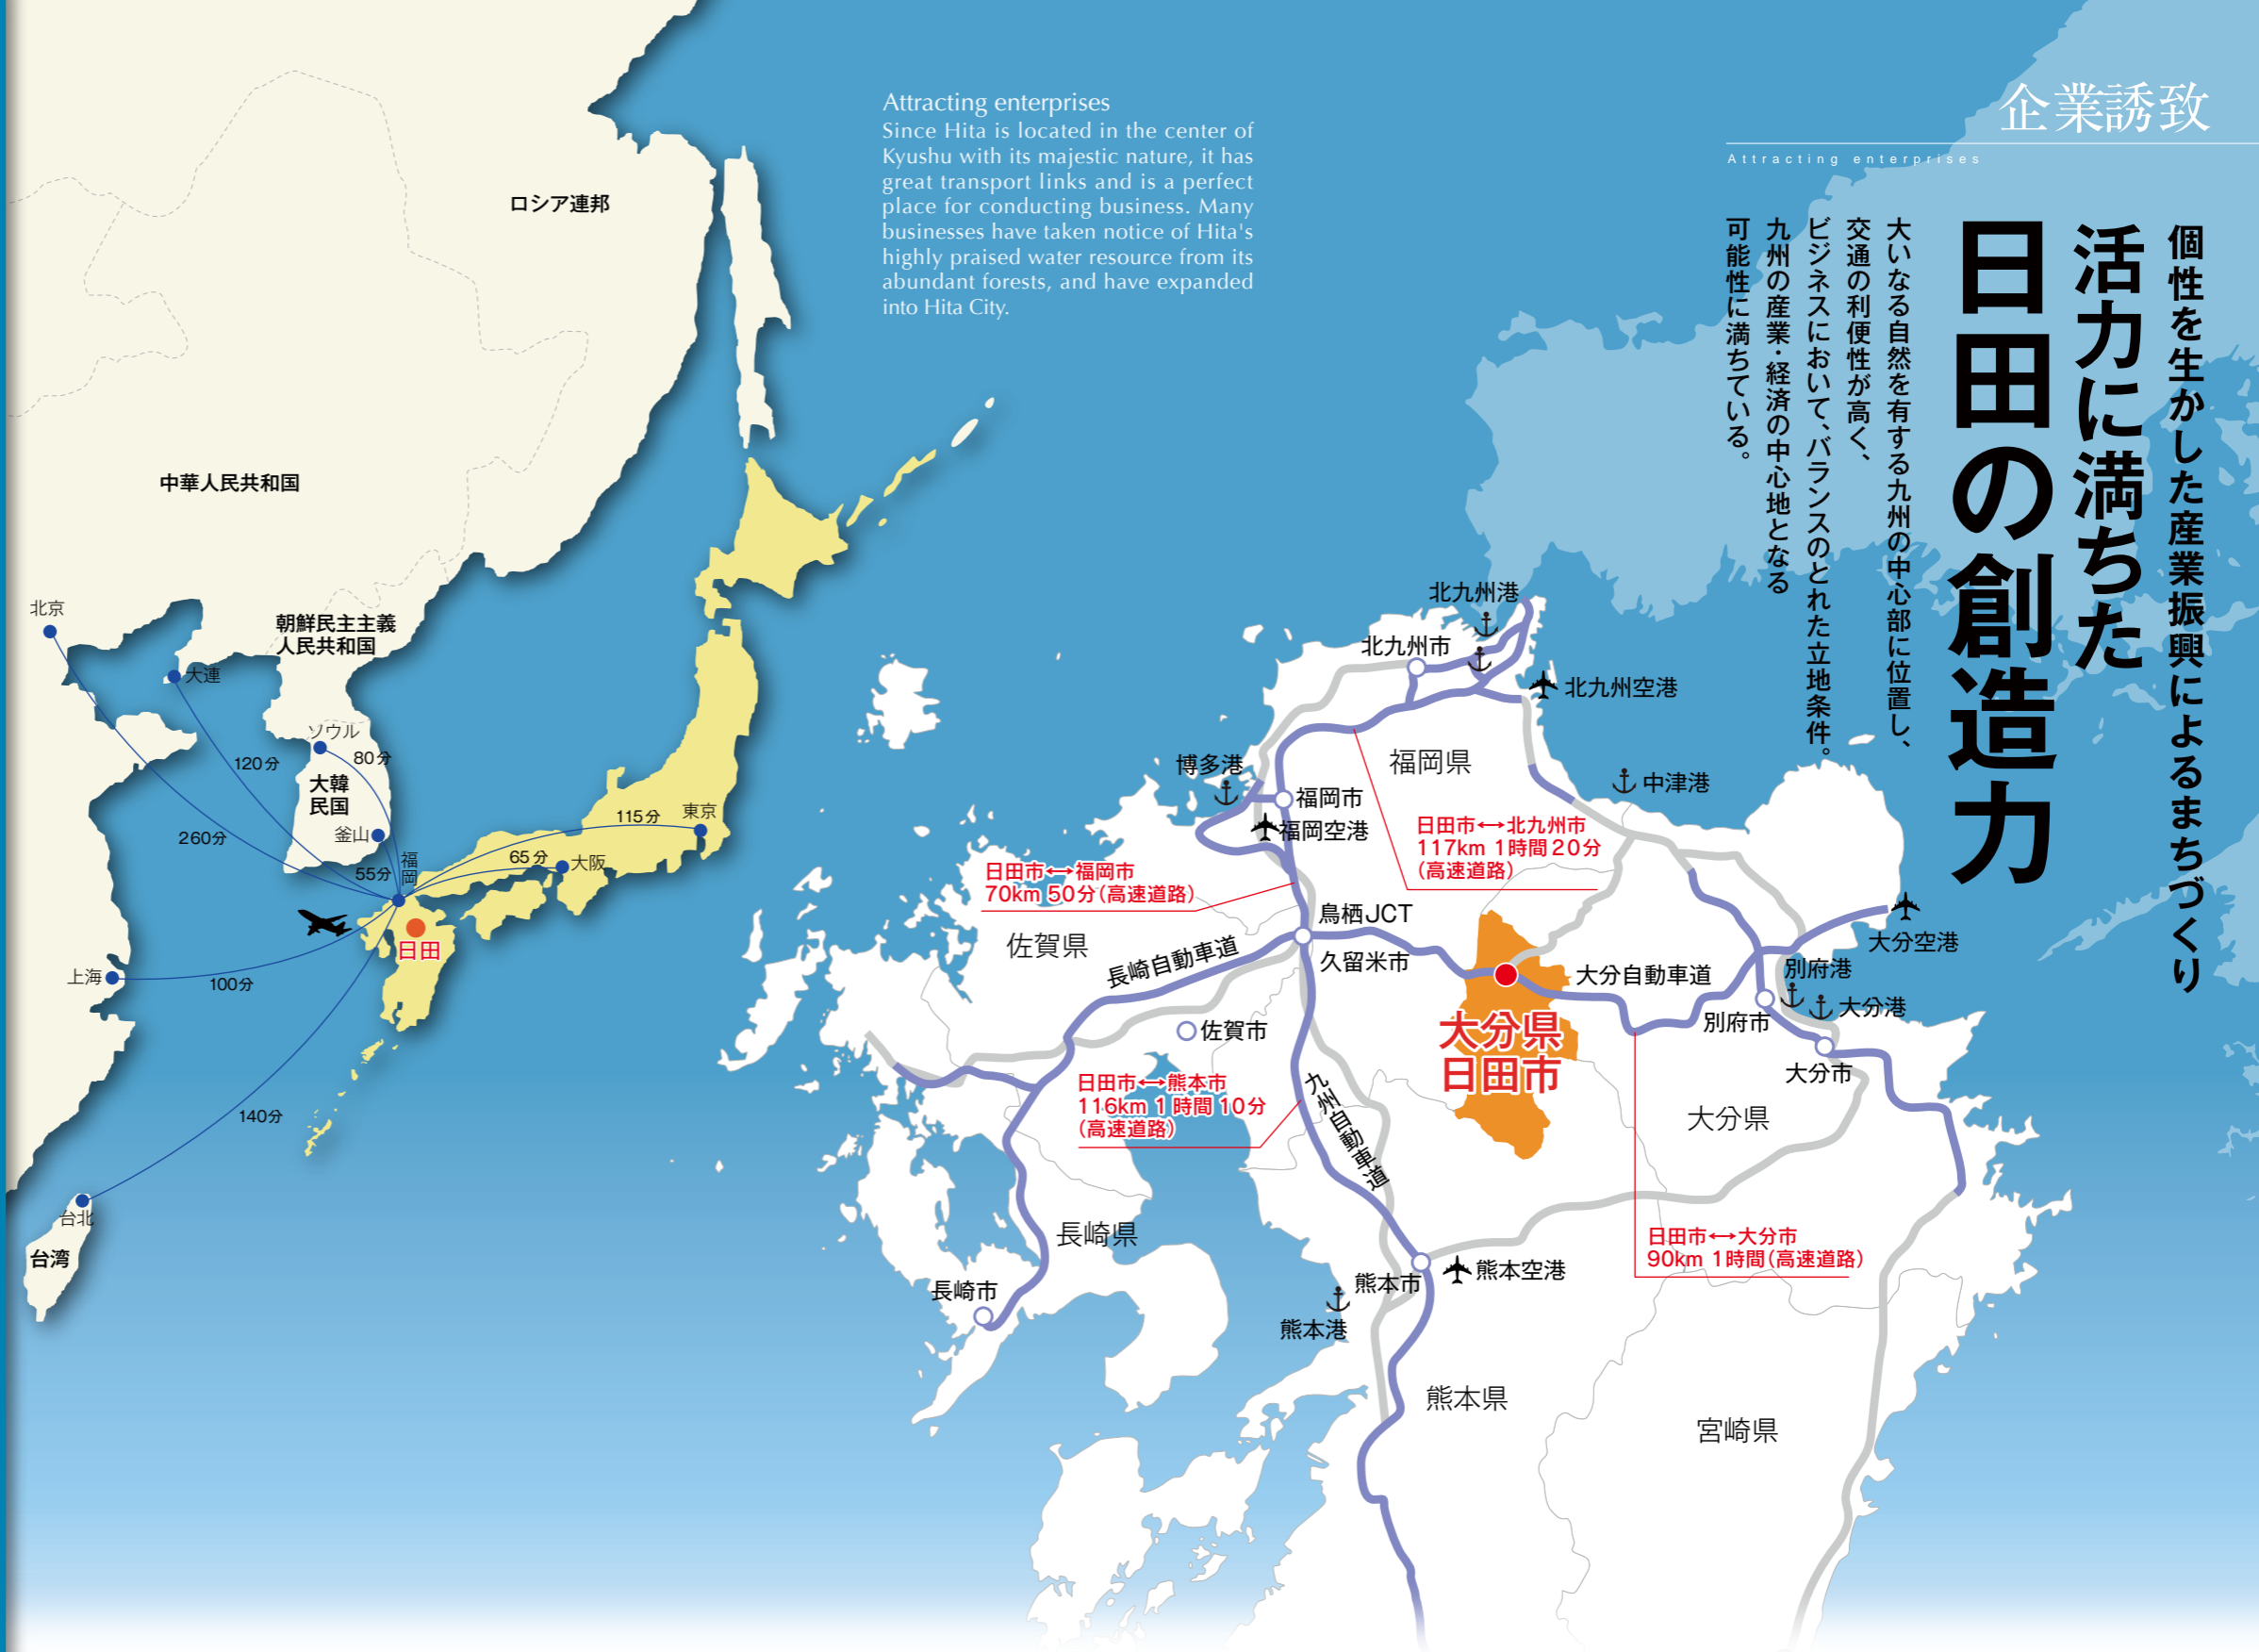 企業誘致
Attracting enterprises
個性を生かした産業振興によるまちづくり
活力に満ちた
日田の創造力
大いなる自然を有する九州の中心部に位置し、
交通の利便性が高く、
ビジネスにおいて、バランスのとれた立地条件。
九州の産業・経済の中心地となる
可能性に満ちている。
Attracting enterprises
Since Hita is located in the center of
Kyushu with its majestic nature, it has
great transport links and is a perfect
place for conducting business. Many
businesses have taken notice of Hita's
highly praised water resource from its
abundant forests, and have expanded
into Hita City.
ロシア連邦
中華人民共和国
北京
朝鮮民主主義
人民共和国
大連
ソウル
80分
120分
大韓
民国
釜山
260分
55分
福岡
115分
東京
65分
大阪
日田
上海
100分
140分
台北
台湾
北九州港
北九州市
北九州空港
福岡県
博多港
福岡市
福岡空港
中津港
日田市↔北九州市
117km 1時間20分
(高速道路)
日田市↔福岡市
70km 50分(高速道路)
鳥栖JCT
佐賀県
長崎自動車道
久留米市
大分自動車道
大分空港
別府港
大分港
別府市
大分市
佐賀市
大分県
日田市
日田市↔熊本市
116km 1時間10分
(高速道路)
九州自動車道
大分県
長崎県
日田市↔大分市
90km 1時間(高速道路)
長崎市
熊本市
熊本空港
熊本港
熊本県
宮崎県